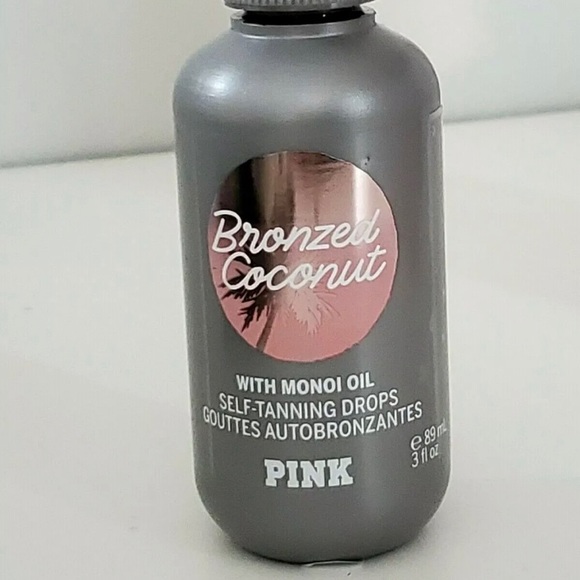 Bronzed
Coconut
WITH MONOI OIL
SELF-TANNING DROPS
GOUTTES AUTOBRONZANTES
PINK
e 89 mL
3 fl oz